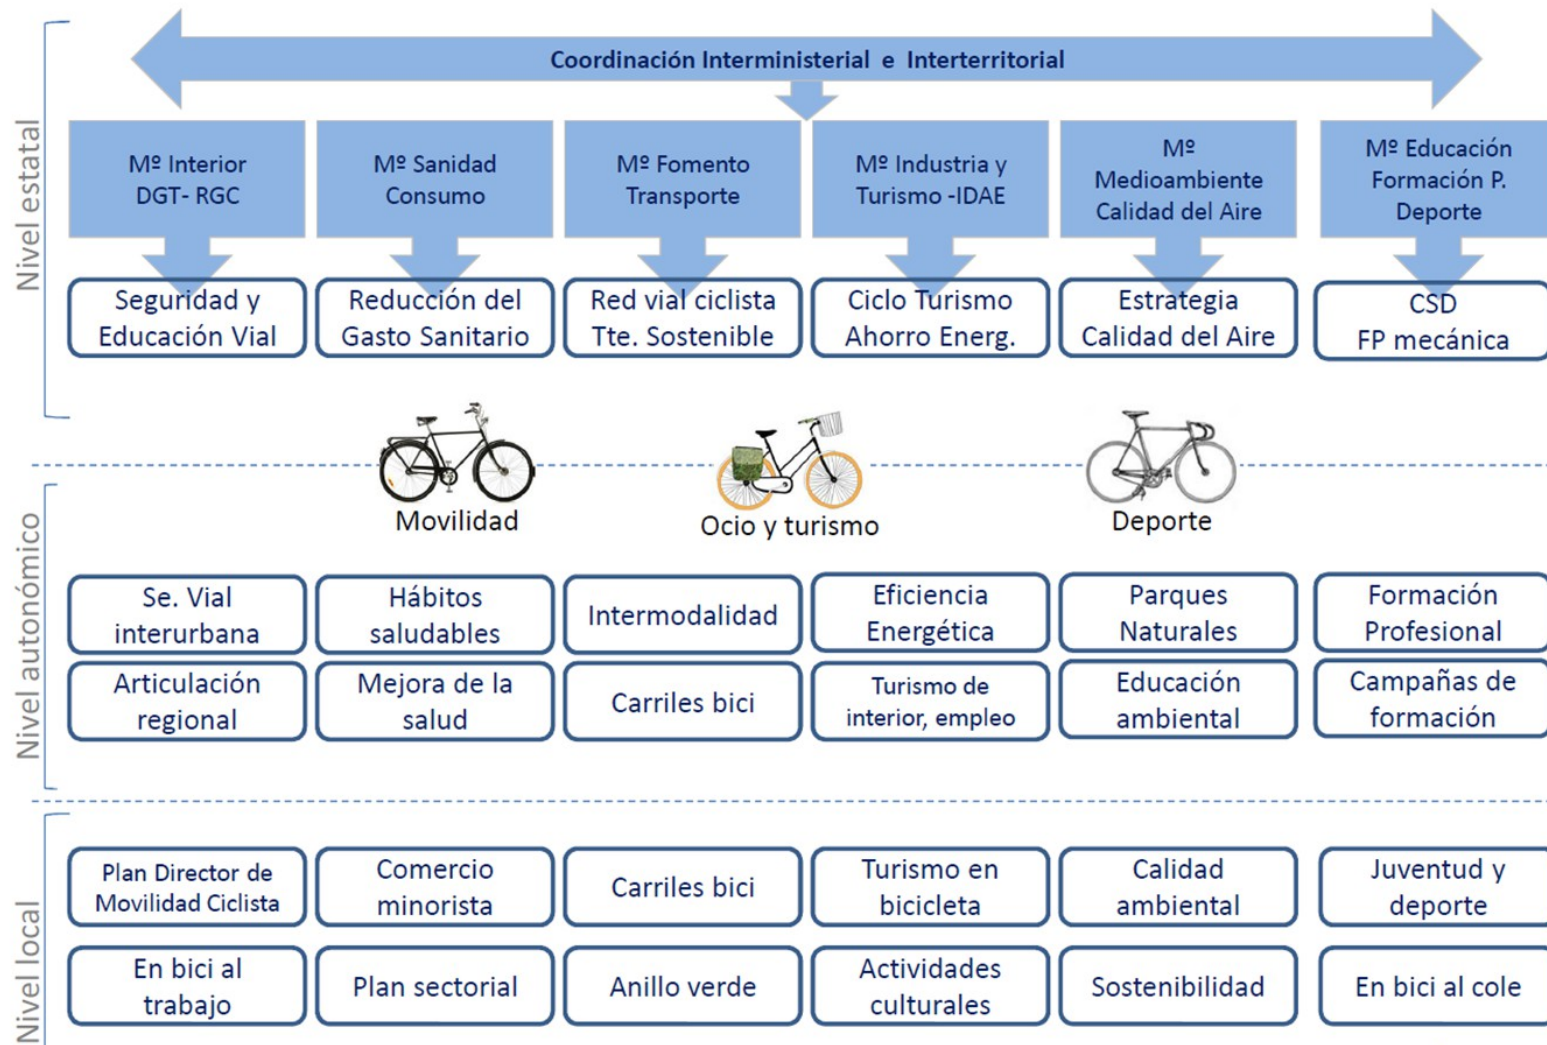 Coordinación Interministerial e Interterritorial
Nivel estatal
Mº Interior
DGT- RGC
Mº Sanidad
Consumo
Mº Fomento
Transporte
Mº Industria y
Turismo -IDAE
Mº
Medioambiente
Calidad del Aire
Mº Educación
Formación P.
Deporte
Seguridad y
Educación Vial
Reducción del
Gasto Sanitario
Red vial ciclista
Tte. Sostenible
Ciclo Turismo
Ahorro Energ.
Estrategia
Calidad del Aire
CSD
FP mecánica
Movilidad
Ocio y turismo
Deporte
Nivel autonómico
Se. Vial
interurbana
Hábitos
saludables
Intermodalidad
Eficiencia
Energética
Parques
Naturales
Formación
Profesional
Articulación
regional
Mejora de la
salud
Carriles bici
Turismo de
interior, empleo
Educación
ambiental
Campañas de
formación
Nivel local
Plan Director de
Movilidad Ciclista
Comercio
minorista
Carriles bici
Turismo en
bicicleta
Calidad
ambiental
Juventud y
deporte
En bici al
trabajo
Plan sectorial
Anillo verde
Actividades
culturales
Sostenibilidad
En bici al cole